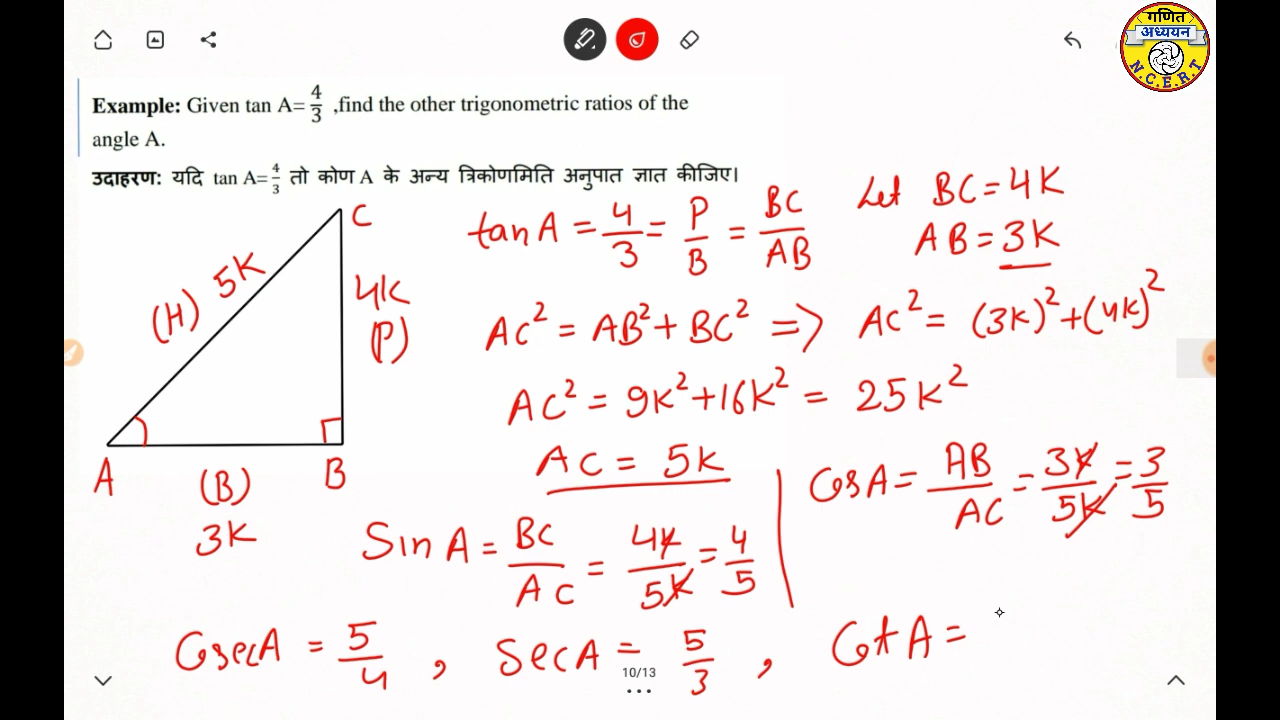 गणित
अध्ययन
N.C.E.R.T
Example: Given tan A= 4/3 ,find the other trigonometric ratios of the
angle A.
उदाहरण: यदि tan A= 4/3 तो कोण A के अन्य त्रिकोणमिति अनुपात ज्ञात कीजिए।
tan A = 4/3 = P/B = BC/AB
Let BC = 4K
AB = 3K
C
(H) 5K
4K
(P)
A
(B)
B
3K
AC² = AB² + BC² => AC² = (3K)² + (4K)²
AC² = 9K² + 16K² = 25K²
AC = 5K
CosA = AB/AC = 3K/5K = 3/5
Sin A = BC/AC = 4K/5K = 4/5
CosecA = 5/4 , SecA = 5/3 , Cot A =
10/13